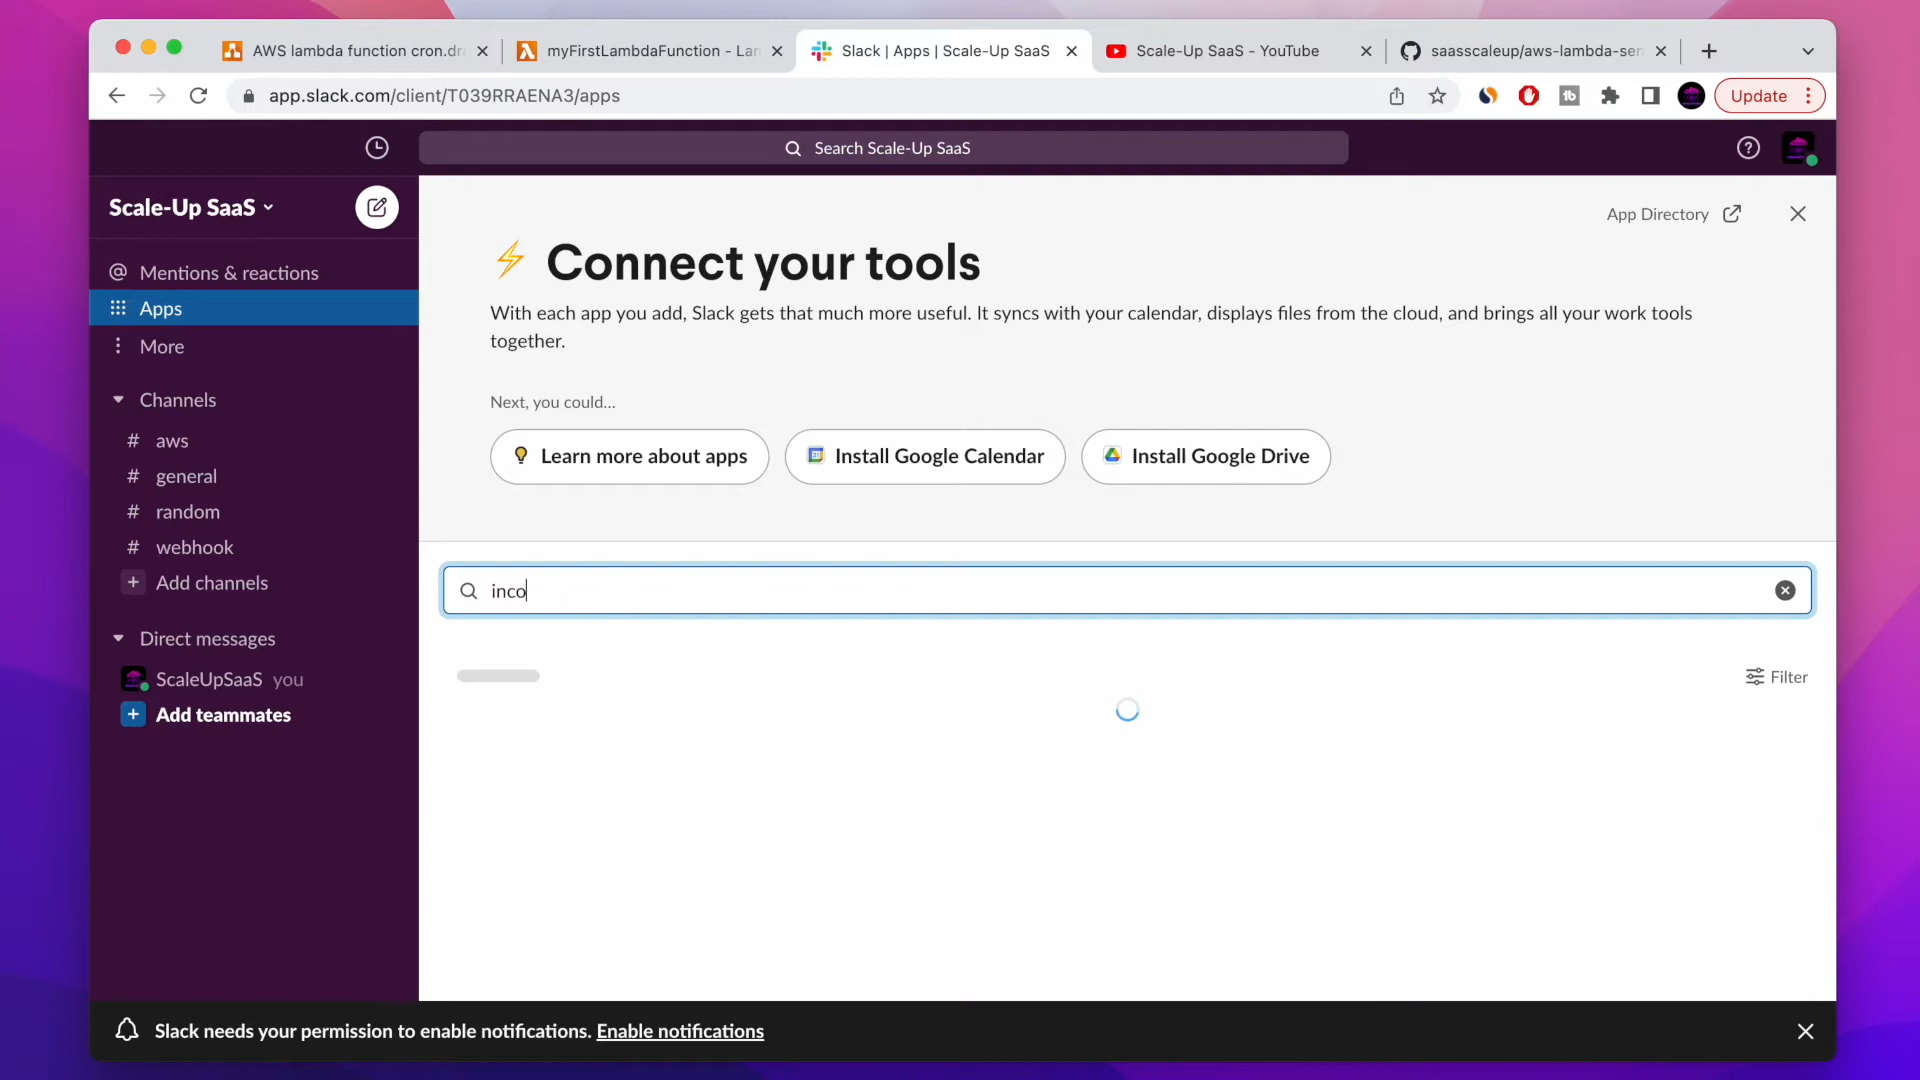 AWS lambda function cron.dr
myFirstLambdaFunction - Lan
Slack | Apps | Scale-Up SaaS
Scale-Up SaaS - YouTube
saasscaleup/aws-lambda-sen
app.slack.com/client/T039RRAENA3/apps
tb
Update
Search Scale-Up SaaS
Scale-Up SaaS
App Directory
Connect your tools
Mentions & reactions
Apps
With each app you add, Slack gets that much more useful. It syncs with your calendar, displays files from the cloud, and brings all your work tools
together.
More
Channels
Next, you could...
# aws
Learn more about apps
Install Google Calendar
Install Google Drive
# general
# random
# webhook
Add channels
inco
Direct messages
ScaleUpSaaS you
Filter
Add teammates
Slack needs your permission to enable notifications. Enable notifications